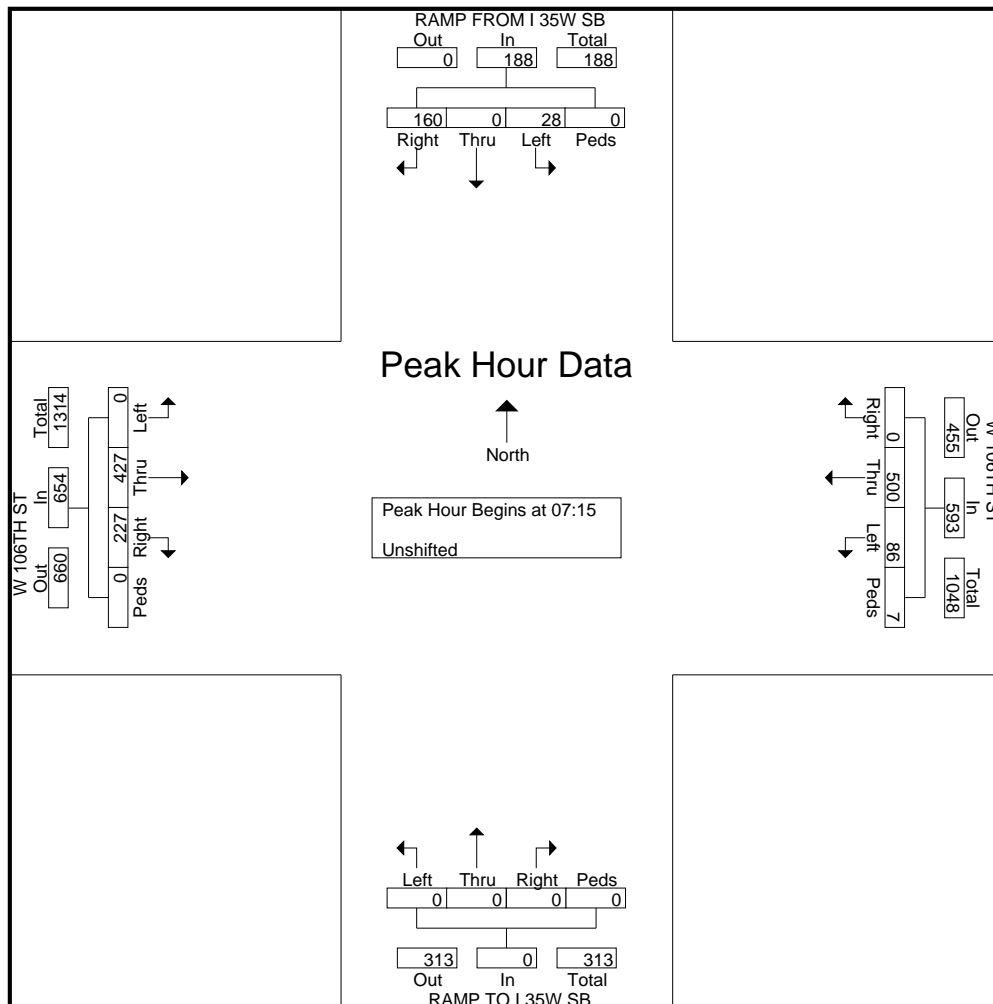 RAMP FROM I 35W SB
Out In Total
0 188 188
160 0 28 0
Right Thru Left Peds
Peak Hour Data
North
Peak Hour Begins at 07:15
Unshifted
W 106TH ST
Out In Total
660 654 1314
0 427 227 0
Left Thru Right Peds
W 106TH ST
Out In Total
455 593 1048
0 500 86 7
Right Thru Left Peds
Left Thru Right Peds
0 0 0 0
313 0 313
Out In Total
RAMP TO I 35W SB